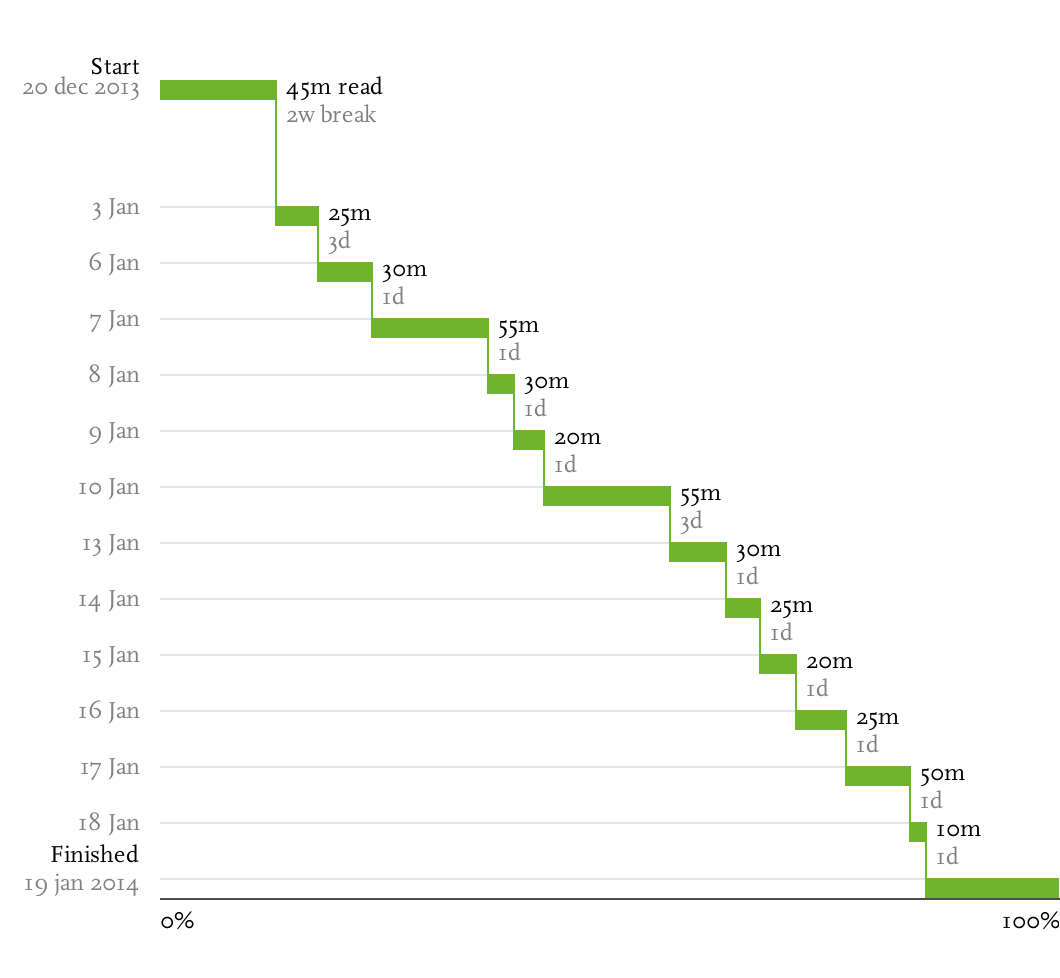 Start
20 dec 2013
45m read
2w break
3 Jan
25m
3d
6 Jan
30m
1d
7 Jan
55m
1d
8 Jan
30m
1d
9 Jan
20m
1d
10 Jan
55m
3d
13 Jan
30m
1d
14 Jan
25m
1d
15 Jan
20m
1d
16 Jan
25m
1d
17 Jan
50m
1d
18 Jan
10m
1d
Finished
19 jan 2014
0%
100%